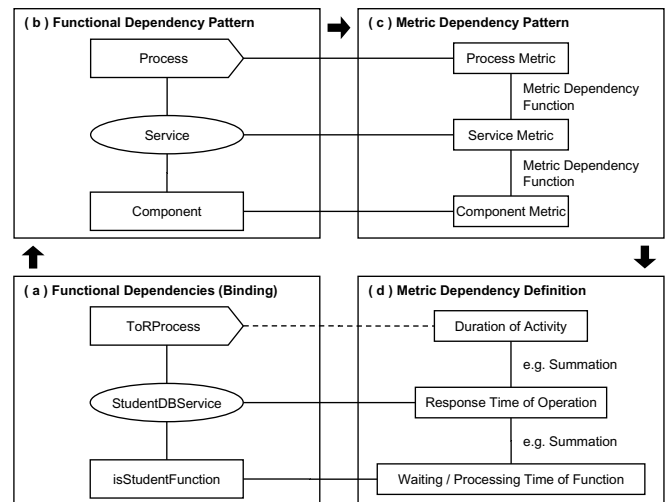 ( b ) Functional Dependency Pattern
Process
Service
Component
( c ) Metric Dependency Pattern
Process Metric
Metric Dependency
Function
Service Metric
Metric Dependency
Function
Component Metric
( a ) Functional Dependencies (Binding)
ToRProcess
StudentDBService
isStudentFunction
( d ) Metric Dependency Definition
Duration of Activity
e.g. Summation
Response Time of Operation
e.g. Summation
Waiting / Processing Time of Function